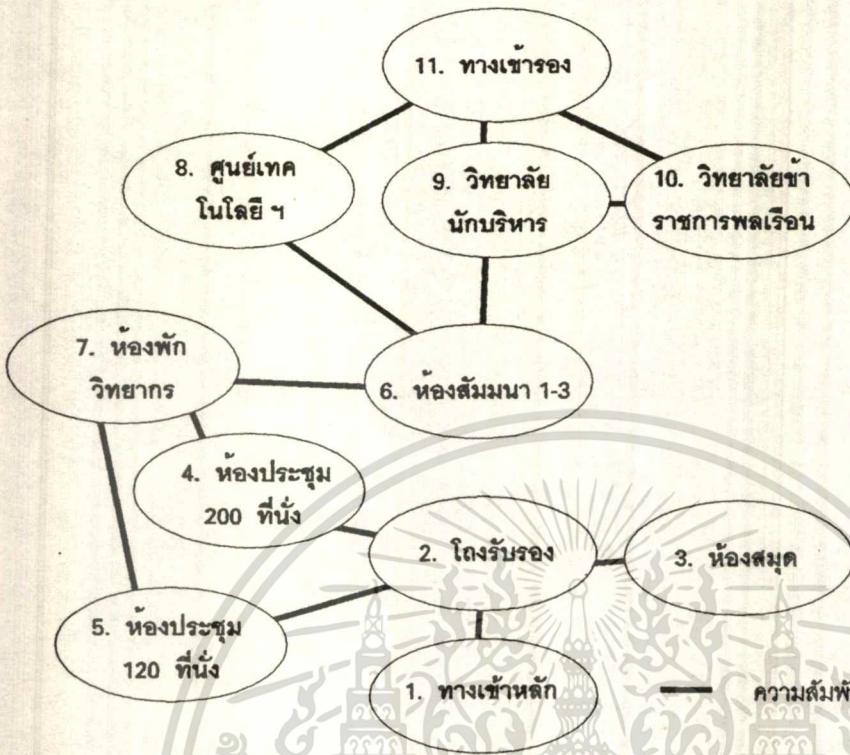 11. ทางเข้ารอง
8. ศูนย์เทค
โนโลยี ฯ
9. วิทยาลัย
นักบริหาร
10. วิทยาลัยข้า
ราชการพลเรือน
7. ห้องพัก
วิทยากร
6. ห้องสัมมนา 1-3
4. ห้องประชุม
200 ที่นั่ง
2. โถงรับรอง
3. ห้องสมุด
5. ห้องประชุม
120 ที่นั่ง
1. ทางเข้าหลัก